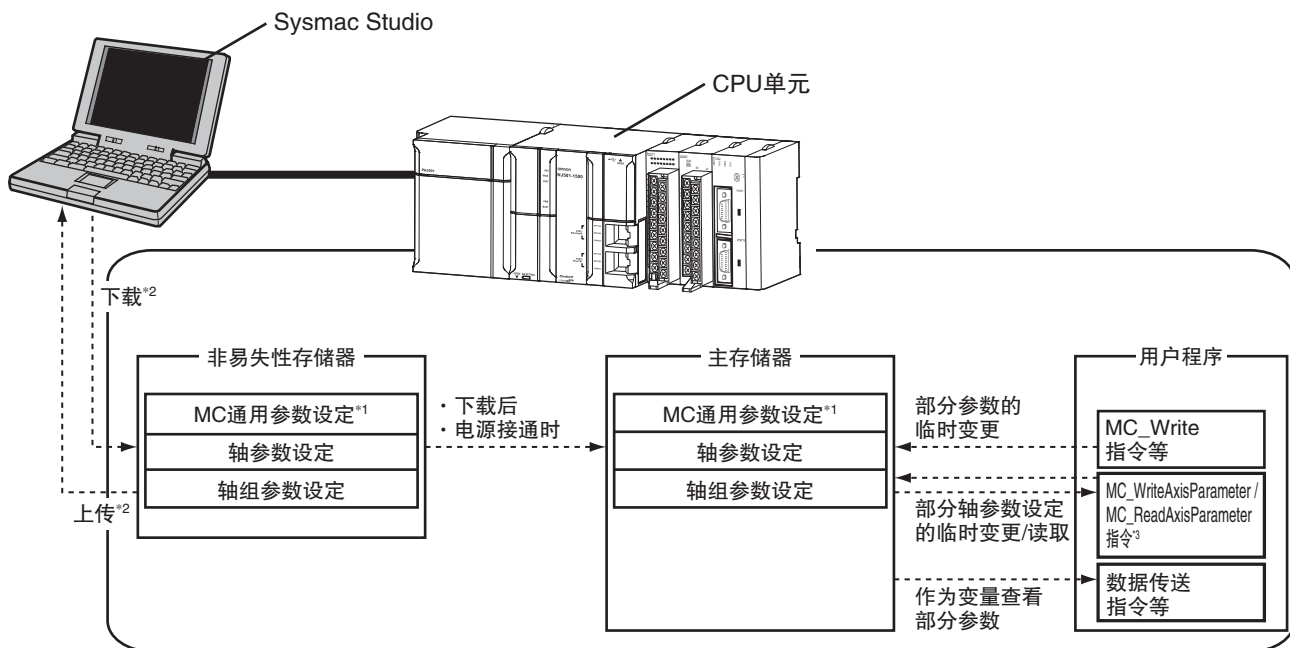 Sysmac Studio
CPU单元
NJ501-1500
下载*2
上传*2
非易失性存储器
MC通用参数设定*1
轴参数设定
轴组参数设定
・下载后
・电源接通时
主存储器
MC通用参数设定*1
轴参数设定
轴组参数设定
部分参数的
临时变更
部分轴参数设定
的临时变更/读取
作为变量查看
部分参数
用户程序
MC_Write
指令等
MC_WriteAxisParameter /
MC_ReadAxisParameter
指令*3
数据传送
指令等